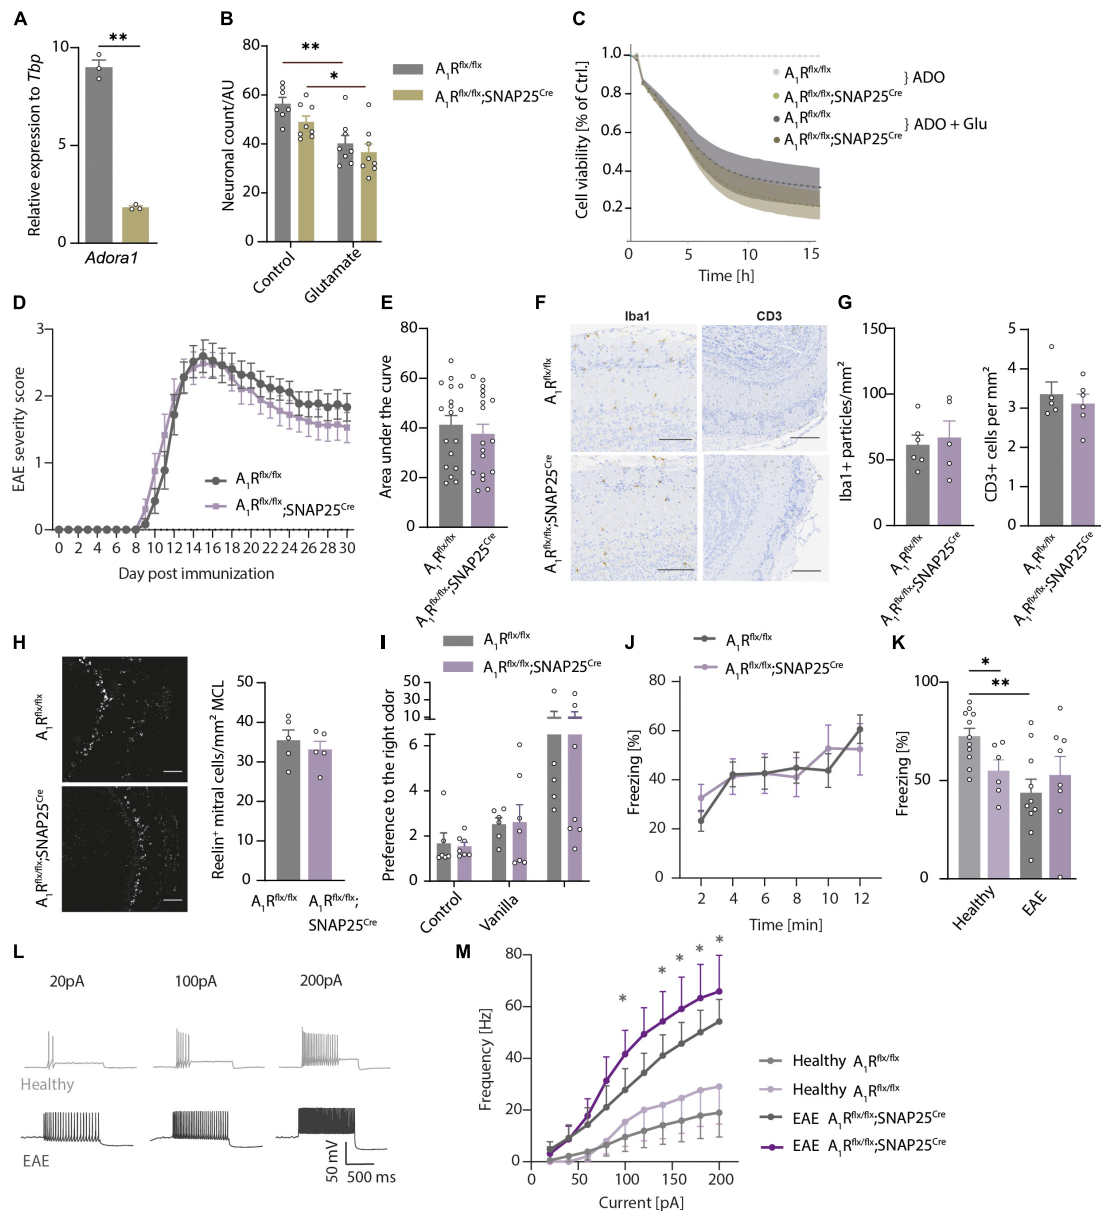 A
Relative expression to Tbp
10
5
0
**
Adora1
B
Neuronal count/AU
80
60
40
20
0
**
*
Control
Glutamate
A1Rflx/flx
A1Rflx/flx;SNAP25Cre
C
Cell viability [% of Ctrl.]
1.0
0.8
0.6
0.4
0.2
0
5
10
15
Time [h]
A1Rflx/flx
A1Rflx/flx;SNAP25Cre
} ADO
A1Rflx/flx
A1Rflx/flx;SNAP25Cre
} ADO + Glu
D
EAE severity score
3
2
1
0
0 2 4 6 8 10 12 14 16 18 20 22 24 26 28 30
Day post immunization
A1Rflx/flx
A1Rflx/flx;SNAP25Cre
E
Area under the curve
80
60
40
20
0
A1Rflx/flx
A1Rflx/flx;SNAP25Cre
F
Iba1
CD3
A1Rflx/flx
A1Rflx/flx;SNAP25Cre
G
Iba1+ particles/mm²
150
100
50
0
A1Rflx/flx
A1Rflx/flx;SNAP25Cre
CD3+ cells per mm²
5
4
3
2
1
0
A1Rflx/flx
A1Rflx/flx;SNAP25Cre
H
A1Rflx/flx
A1Rflx/flx;SNAP25Cre
Reelin+ mitral cells/mm² MCL
50
40
30
20
10
0
A1Rflx/flx
A1Rflx/flx;
SNAP25Cre
I
A1Rflx/flx
A1Rflx/flx;SNAP25Cre
Preference to the right odor
50
30
10
6
4
2
0
Control
Vanilla
J
A1Rflx/flx
A1Rflx/flx;SNAP25Cre
Freezing [%]
80
60
40
20
0
2 4 6 8 10 12
Time [min]
K
Freezing [%]
100
50
0
*
**
Healthy
EAE
L
20pA
100pA
200pA
Healthy
EAE
50 mV
500 ms
M
Frequency [Hz]
80
60
40
20
0
* * * * *
0 50 100 150 200
Current [pA]
Healthy A1Rflx/flx
Healthy A1Rflx/flx
EAE A1Rflx/flx;SNAP25Cre
EAE A1Rflx/flx;SNAP25Cre